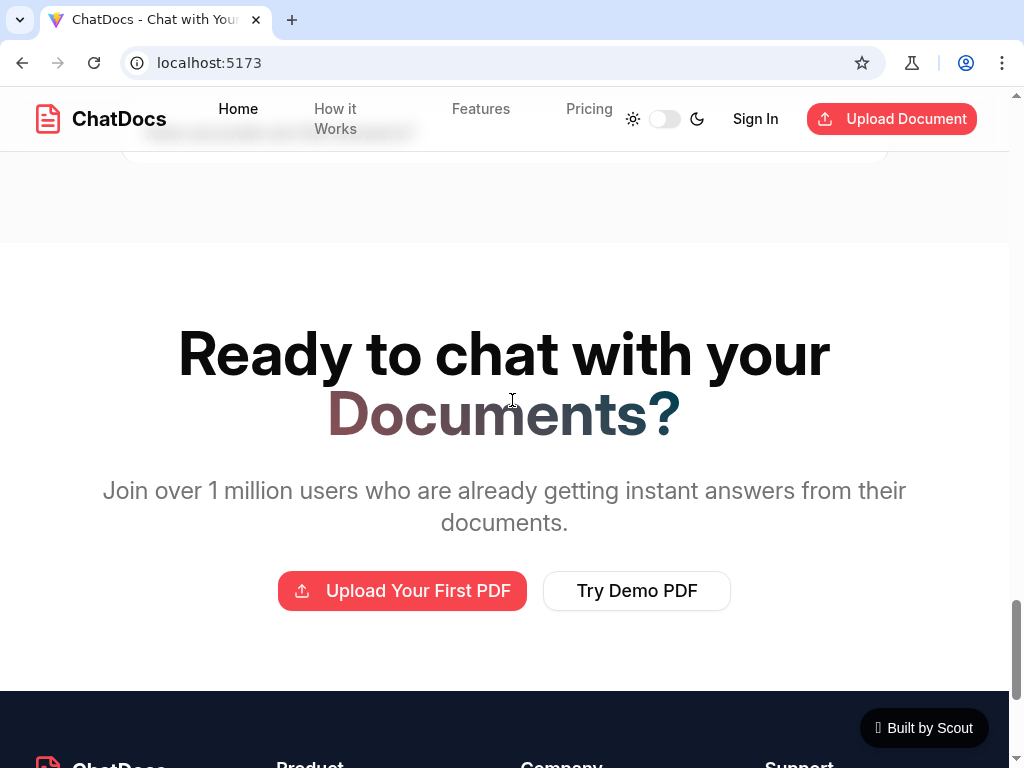 ChatDocs - Chat with Your
localhost:5173
ChatDocs
Home
How it
Works
Features
Pricing
Sign In
Upload Document
Ready to chat with your
Documents?
Join over 1 million users who are already getting instant answers from their
documents.
Upload Your First PDF
Try Demo PDF
Built by Scout
ChatDocs
Product
Company
Support